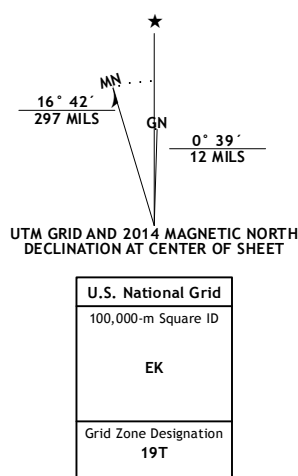 MN
16° 42´
297 MILS
GN
0° 39´
12 MILS
UTM GRID AND 2014 MAGNETIC NORTH
DECLINATION AT CENTER OF SHEET
U.S. National Grid
100,000-m Square ID
EK
Grid Zone Designation
19T